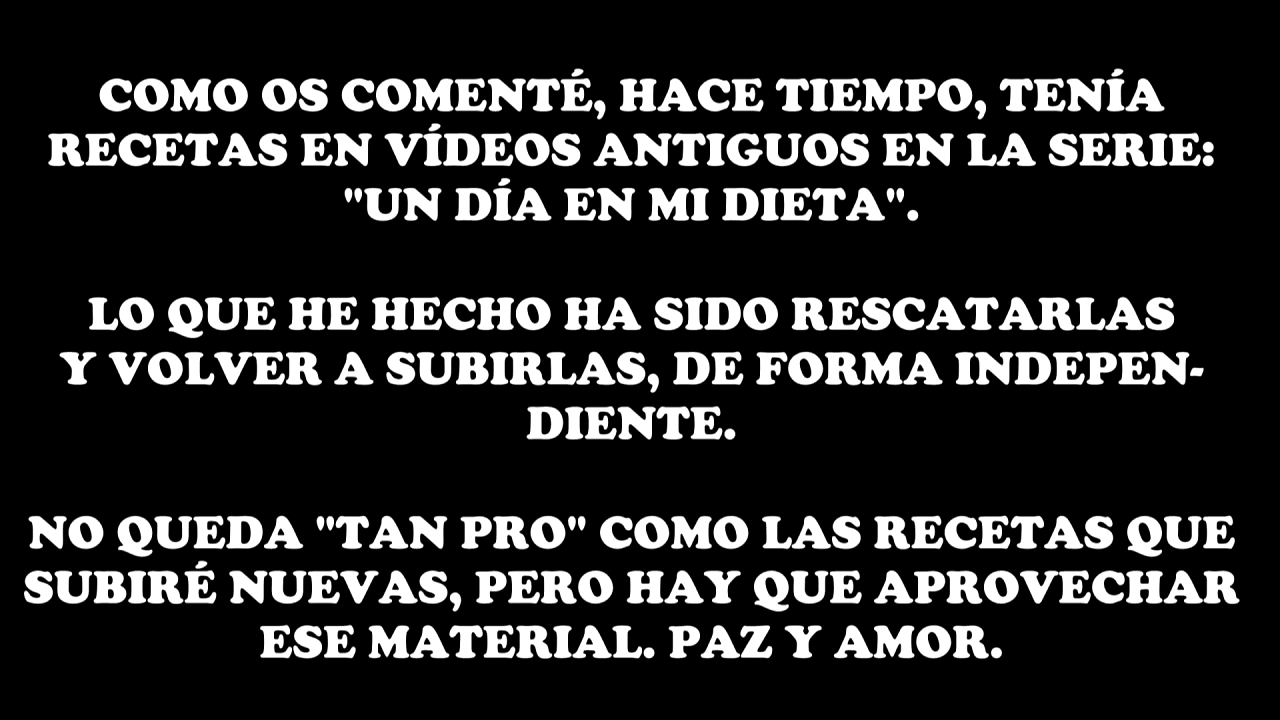 COMO OS COMENTÉ, HACE TIEMPO, TENÍA
RECETAS EN VÍDEOS ANTIGUOS EN LA SERIE:
"UN DÍA EN MI DIETA".
LO QUE HE HECHO HA SIDO RESCATARLAS
Y VOLVER A SUBIRLAS, DE FORMA INDEPEN-
DIENTE.
NO QUEDA "TAN PRO" COMO LAS RECETAS QUE
SUBIRÉ NUEVAS, PERO HAY QUE APROVECHAR
ESE MATERIAL. PAZ Y AMOR.